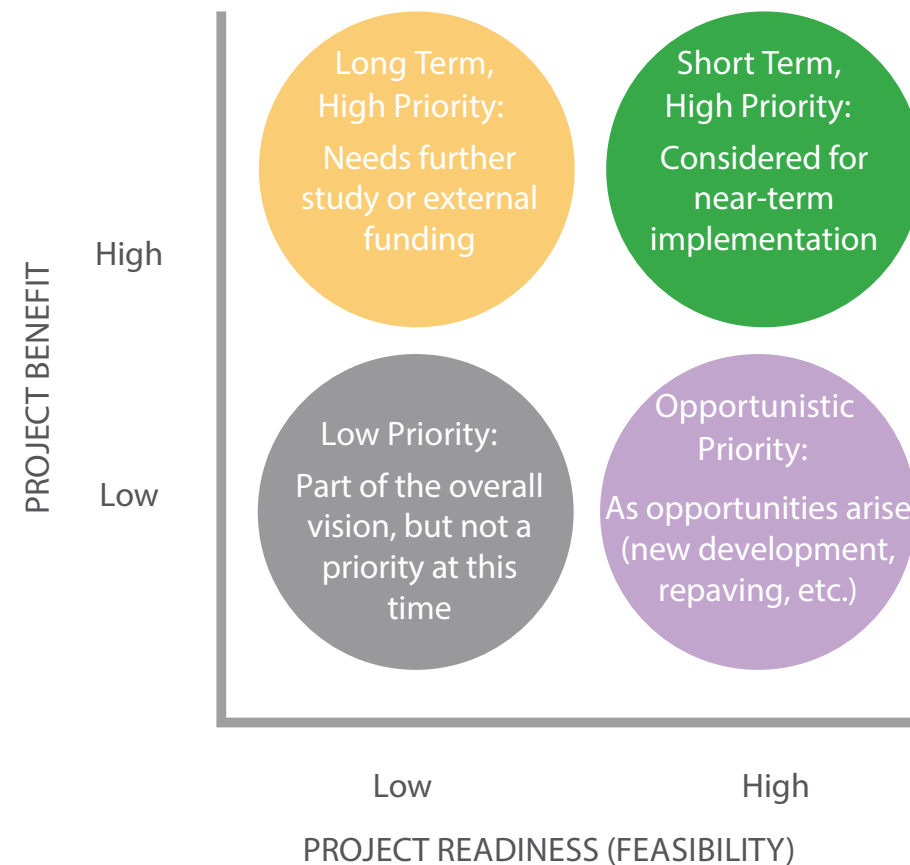 Long Term,
High Priority:
Needs further
study or external
funding
Short Term,
High Priority:
Considered for
near-term
implementation
PROJECT BENEFIT
High
Low
Low Priority:
Part of the overall
vision, but not a
priority at this
time
Opportunistic
Priority:
As opportunities arise
(new development,
repaving, etc.)
Low
High
PROJECT READINESS (FEASIBILITY)